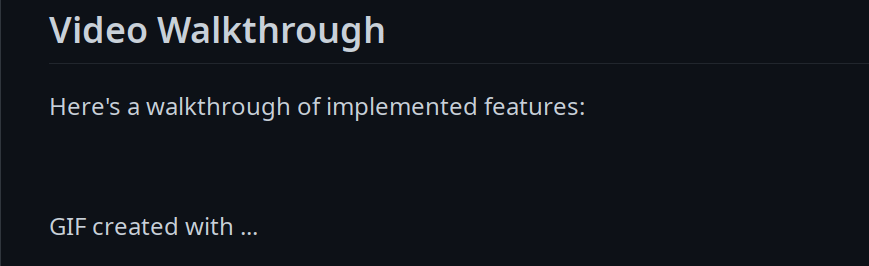 Video Walkthrough
Here's a walkthrough of implemented features:
GIF created with ...